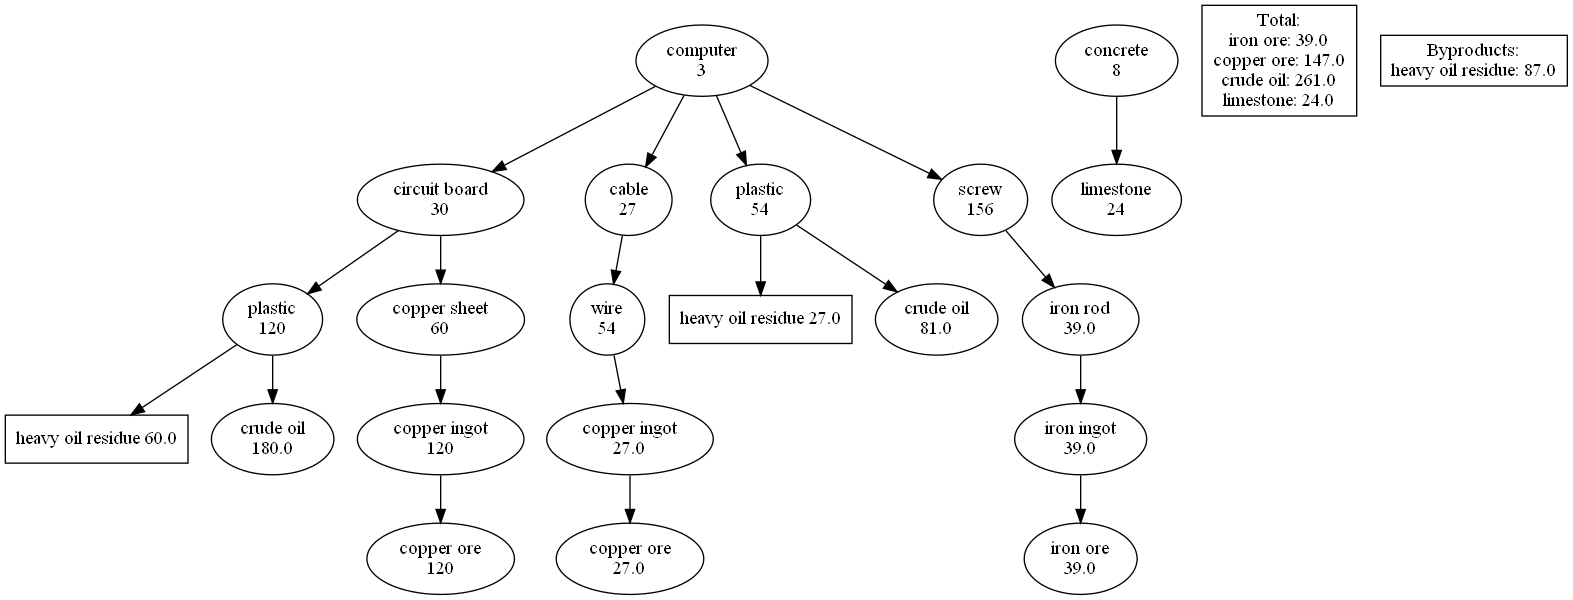 computer
3
concrete
8
Total:
iron ore: 39.0
copper ore: 147.0
crude oil: 261.0
limestone: 24.0
Byproducts:
heavy oil residue: 87.0
circuit board
30
cable
27
plastic
54
screw
156
limestone
24
plastic
120
copper sheet
60
wire
54
heavy oil residue 27.0
crude oil
81.0
iron rod
39.0
heavy oil residue 60.0
crude oil
180.0
copper ingot
120
copper ingot
27.0
iron ingot
39.0
copper ore
120
copper ore
27.0
iron ore
39.0